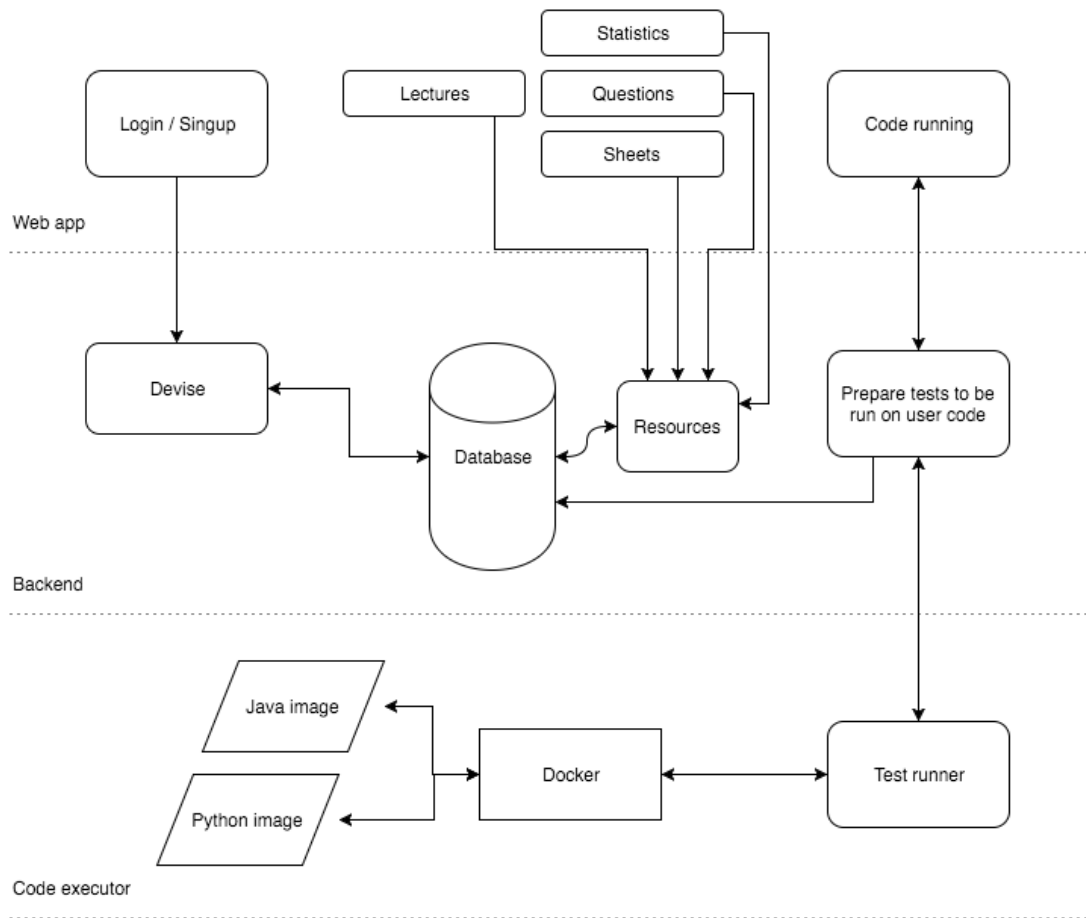 Statistics
Lectures
Questions
Login / Singup
Code running
Sheets
Web app
Devise
Prepare tests to be
run on user code
Resources
Database
Backend
Java image
Docker
Test runner
Python image
Code executor